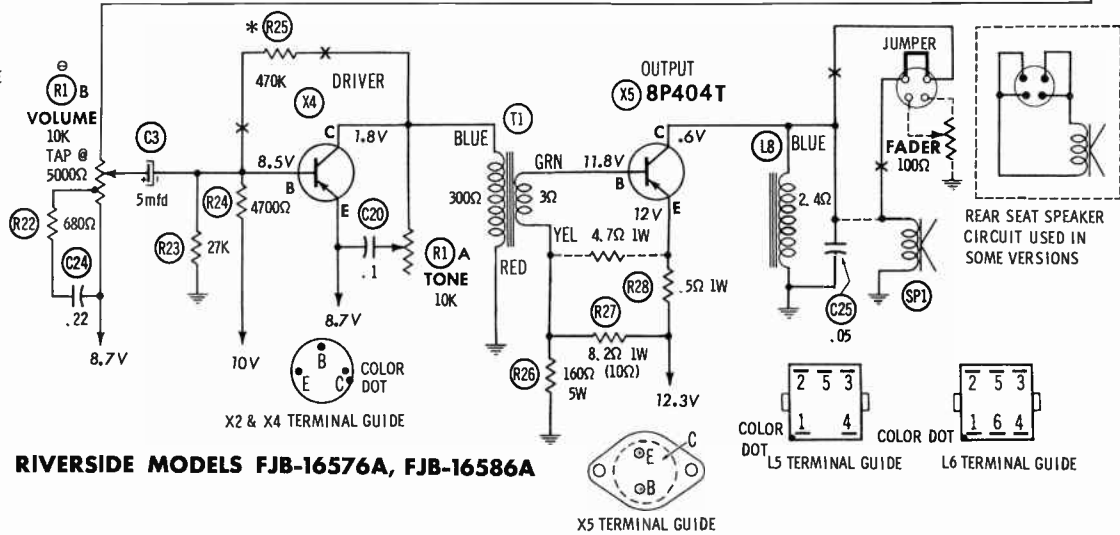 * R25
470K
DRIVER
X4
C
1.8V
8.5V
B
E
⊖
R1 B
VOLUME
10K
TAP @
5000Ω
C3
5mfd
R22
680Ω
C24
.22
8.7V
R23
27K
R24
4700Ω
10V
C20
.1
8.7V
R1 A
TONE
10K
B
E
C
COLOR
DOT
X2 & X4 TERMINAL GUIDE
BLUE
T1
300Ω
3Ω
GRN
RED
YEL
OUTPUT
X5 8P404T
C
.6V
11.8V
B
12V
E
4.7Ω 1W
R28
.5Ω 1W
R27
8.2Ω 1W
(10Ω)
R26
160Ω
5W
12.3V
L8
BLUE
2.4Ω
C25
.05
JUMPER
FADER
100Ω
SP1
REAR SEAT SPEAKER
CIRCUIT USED IN
SOME VERSIONS
2 5 3
1 4
COLOR
DOT
L5 TERMINAL GUIDE
2 5 3
1 6 4
COLOR DOT
L6 TERMINAL GUIDE
C
E
B
X5 TERMINAL GUIDE
RIVERSIDE MODELS FJB-16576A, FJB-16586A